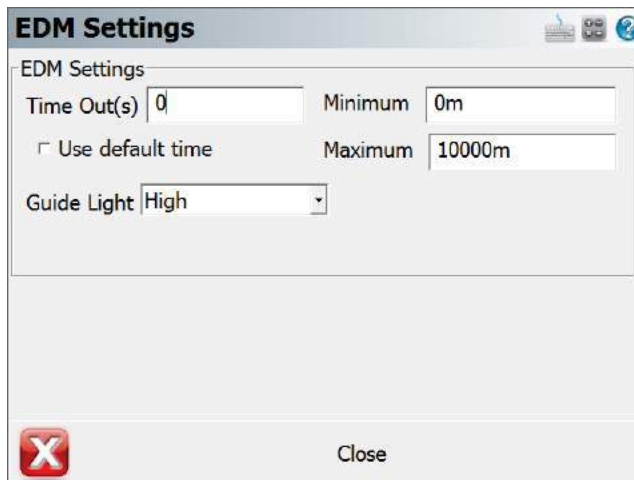 EDM Settings
EDM Settings
Time Out(s) 0 Minimum 0m
Use default time Maximum 10000m
Guide Light High
Close